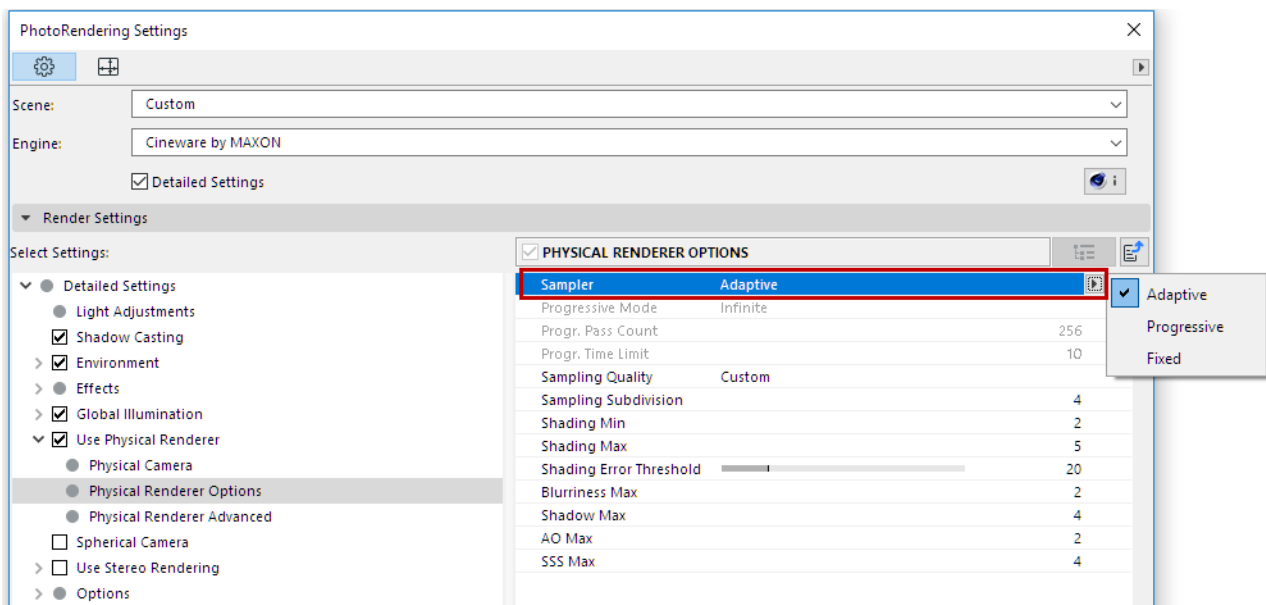 PhotoRendering Settings
Scene: Custom
Engine: Cineware by MAXON
Detailed Settings
i
Render Settings
Select Settings:
Detailed Settings
Light Adjustments
Shadow Casting
Environment
Effects
Global Illumination
Use Physical Renderer
Physical Camera
Physical Renderer Options
Physical Renderer Advanced
Spherical Camera
Use Stereo Rendering
Options
PHYSICAL RENDERER OPTIONS
Sampler Adaptive
Progressive Mode Infinite
Progr. Pass Count 256
Progr. Time Limit 10
Sampling Quality Custom
Sampling Subdivision 4
Shading Min 2
Shading Max 5
Shading Error Threshold 20
Blurriness Max 2
Shadow Max 4
AO Max 2
SSS Max 4
Adaptive
Progressive
Fixed